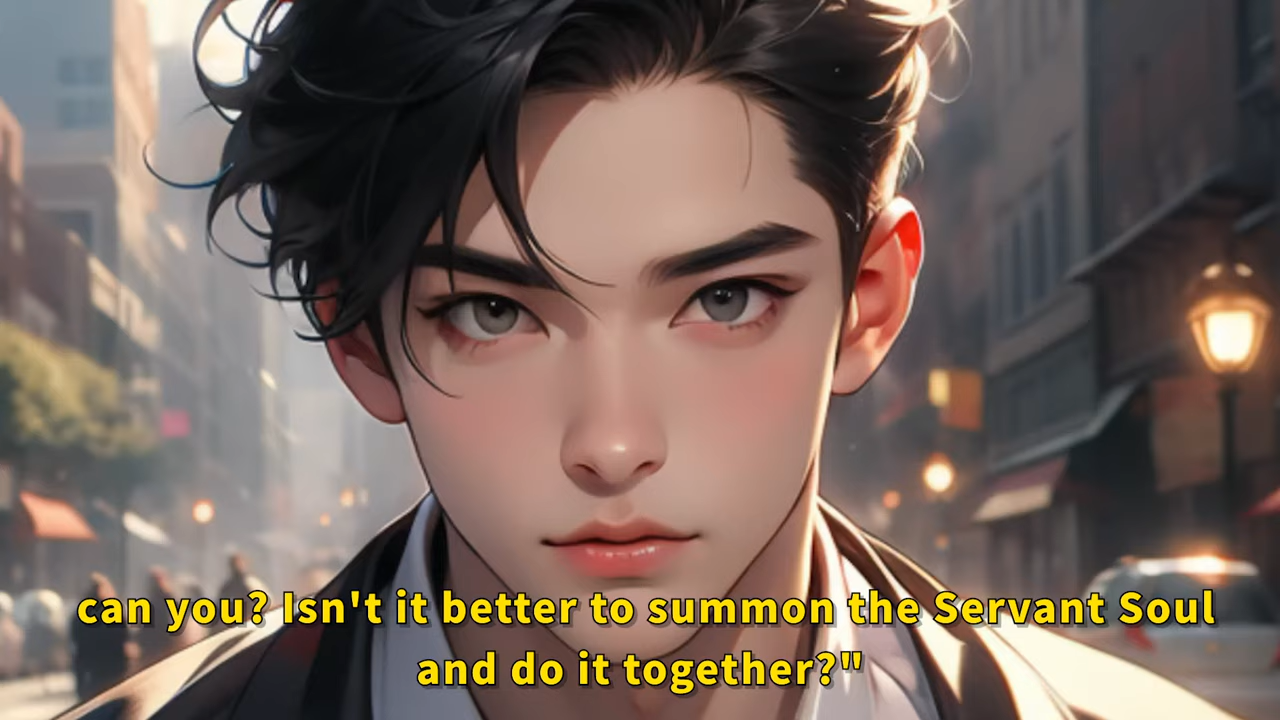 can you? Isn't it better to summon the Servant Soul
and do it together?"